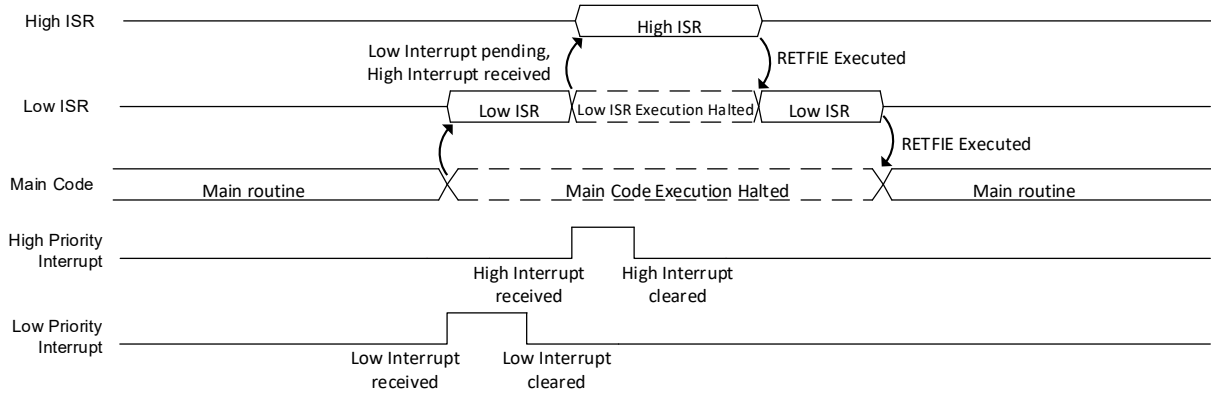 High ISR
High ISR
Low Interrupt pending,
High Interrupt received
RETFIE Executed
Low ISR
Low ISR
Low ISR Execution Halted
Low ISR
RETFIE Executed
Main Code
Main routine
Main Code Execution Halted
Main routine
High Priority
Interrupt
High Interrupt
received
High Interrupt
cleared
Low Priority
Interrupt
Low Interrupt
received
Low Interrupt
cleared